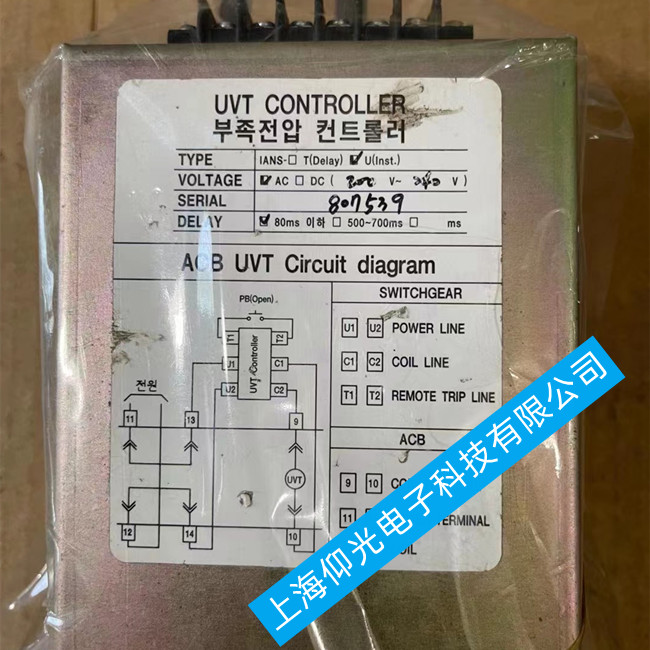 UVT CONTROLLER
부족전압 컨트롤러
TYPE IANS-□ T(Delay) ☑ U(Inst.)
VOLTAGE ☑ AC □ DC ( V~ V )
SERIAL 807539
DELAY ☑ 80ms 이하 □ 500~700ms □ ms
ACB UVT Circuit diagram
PB(Open)
T1 T2
U1 C1
U2 C2
UVT Controller
전원
11 13 9
UVT
12 14 10
SWITCHGEAR
U1 U2 POWER LINE
C1 C2 COIL LINE
T1 T2 REMOTE TRIP LINE
ACB
9 10
11 TERMINAL
上海仰光电子科技有限公司